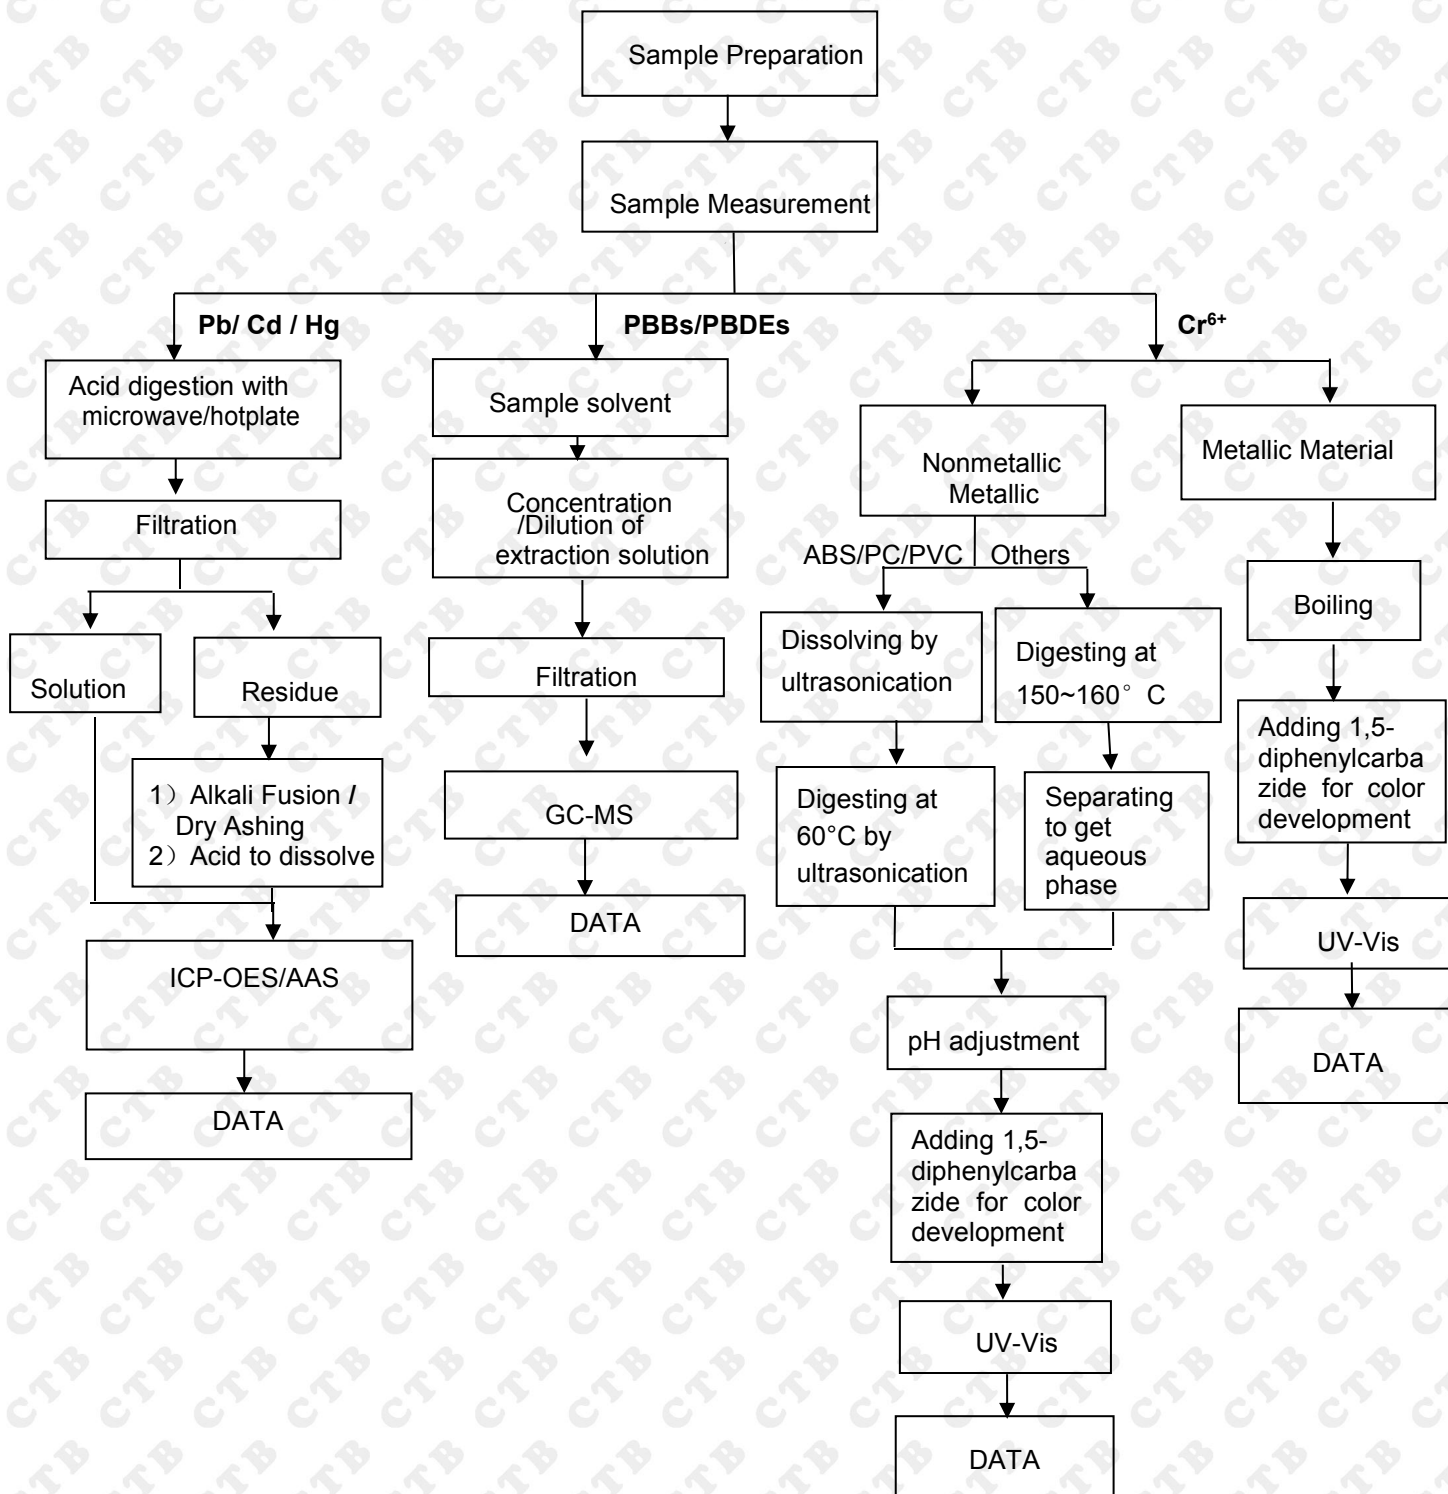 Sample Preparation
Sample Measurement
Pb/ Cd / Hg
Acid digestion with
microwave/hotplate
Filtration
Solution
Residue
1）Alkali Fusion /
Dry Ashing
2）Acid to dissolve
ICP-OES/AAS
DATA
PBBs/PBDEs
Sample solvent
Concentration
/Dilution of
extraction solution
Filtration
GC-MS
DATA
Cr⁶⁺
Nonmetallic
Metallic
ABS/PC/PVC
Others
Dissolving by
ultrasonication
Digesting at
60°C by
ultrasonication
Digesting at
150~160° C
Separating
to get
aqueous
phase
pH adjustment
Adding 1,5-
diphenylcarba
zide for color
development
UV-Vis
DATA
Metallic Material
Boiling
Adding 1,5-
diphenylcarba
zide for color
development
UV-Vis
DATA
CTB